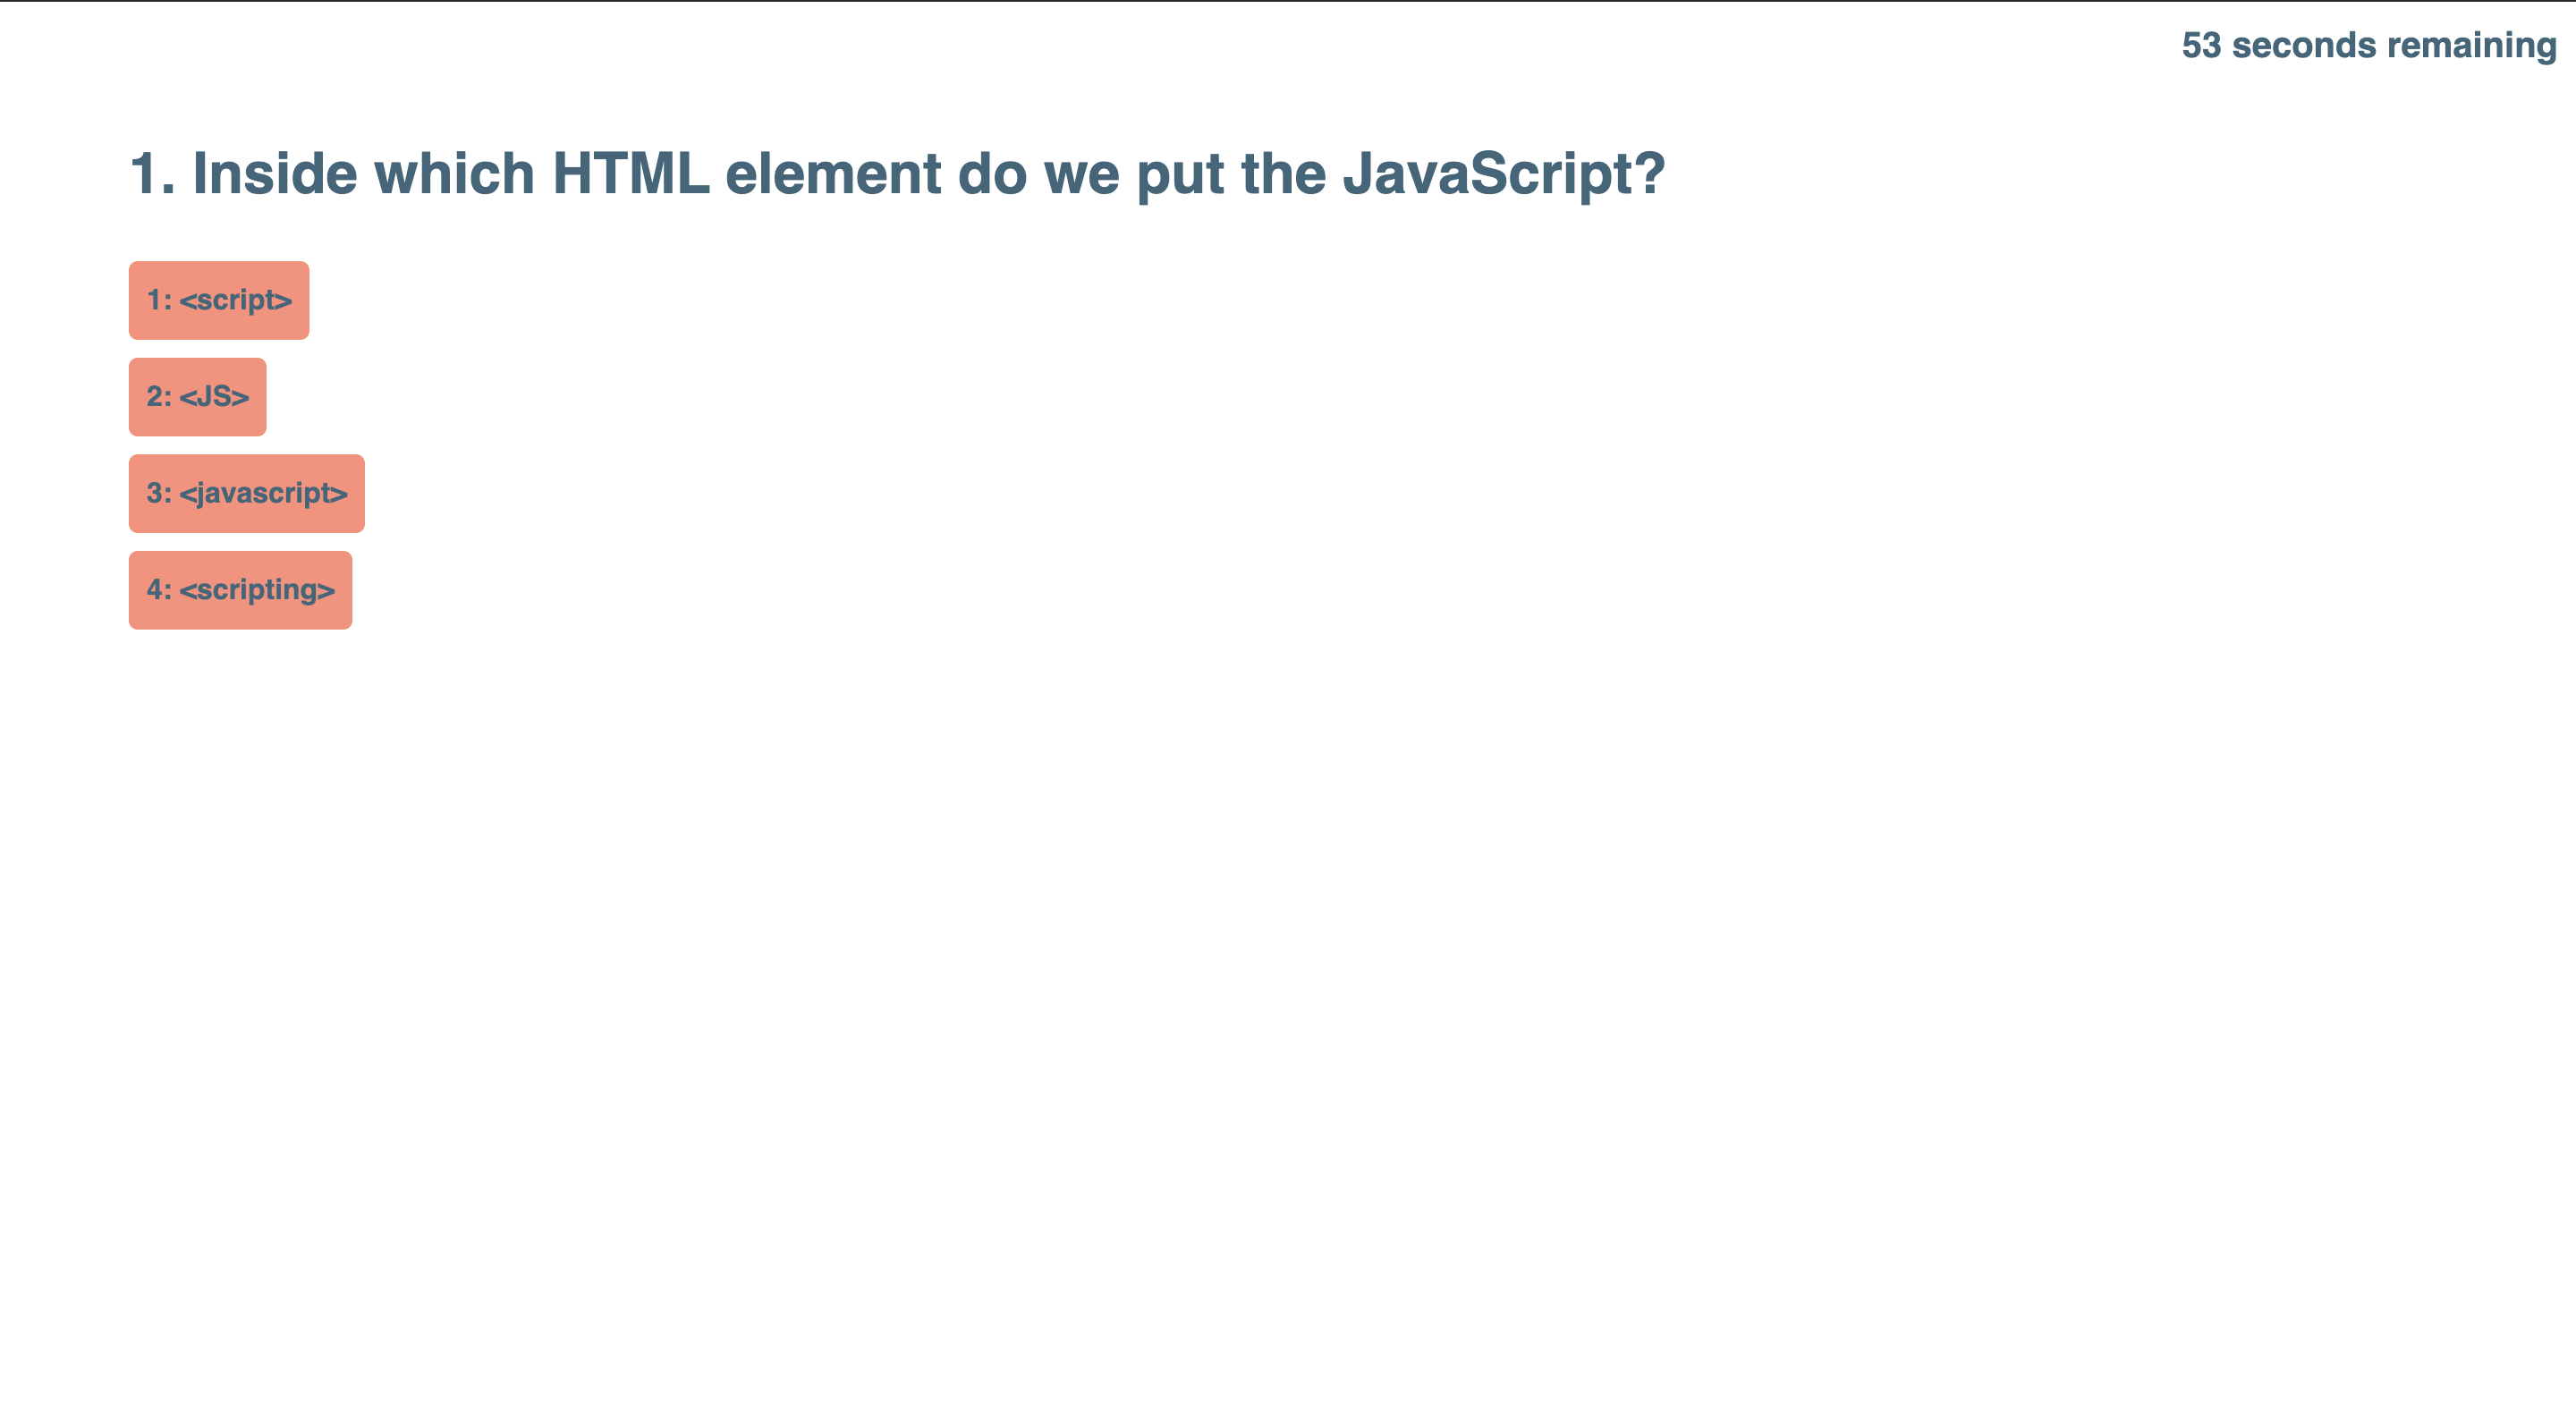 53 seconds remaining
1. Inside which HTML element do we put the JavaScript?
1: <script>
2: <JS>
3: <javascript>
4: <scripting>